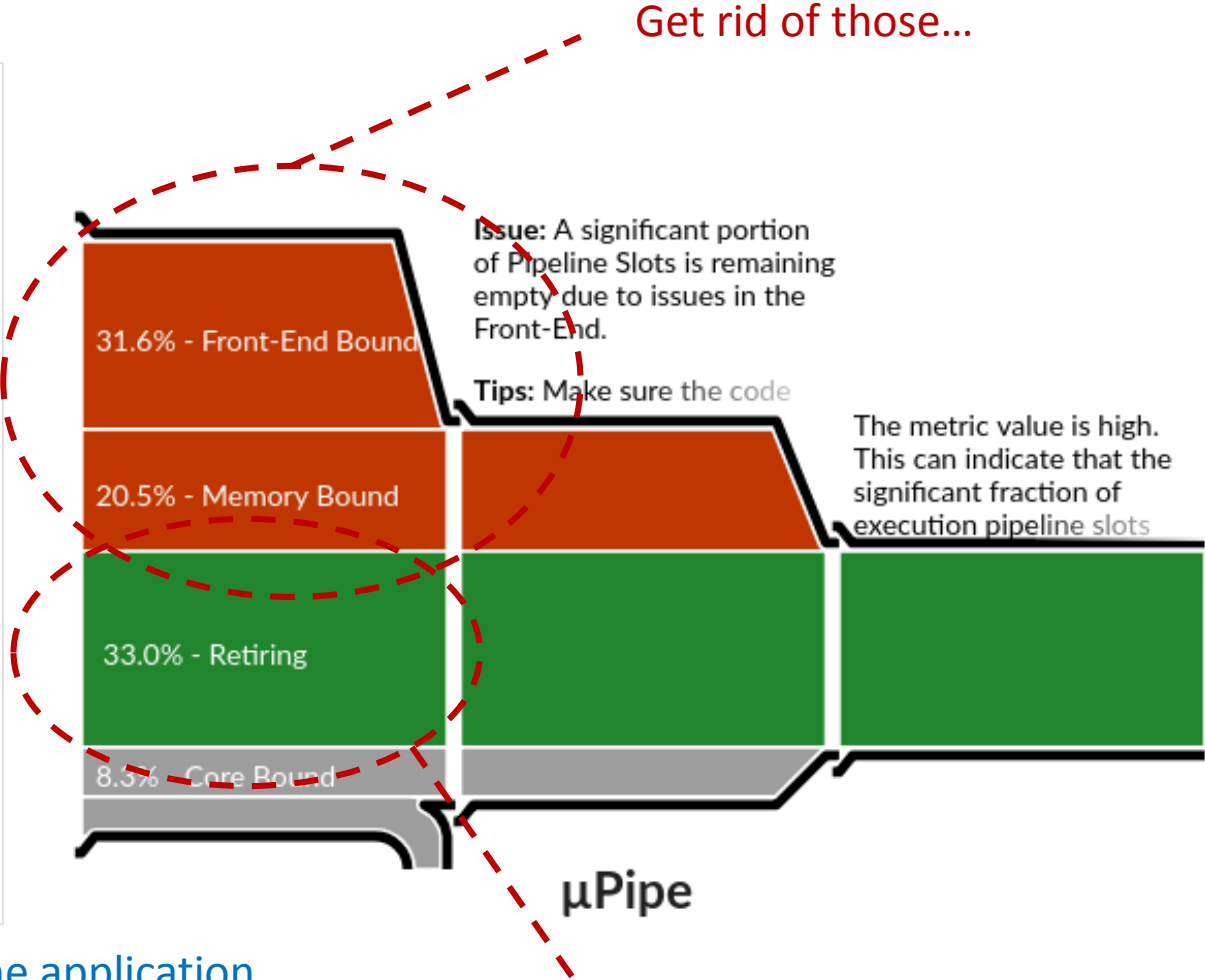 Get rid of those...
Issue: A significant portion
of Pipeline Slots is remaining
empty due to issues in the
Front-End.
Tips: Make sure the code
31.6% - Front-End Bound
The metric value is high.
This can indicate that the
significant fraction of
execution pipeline slots
20.5% - Memory Bound
33.0% - Retiring
8.3% - Core Bound
μPipe
application